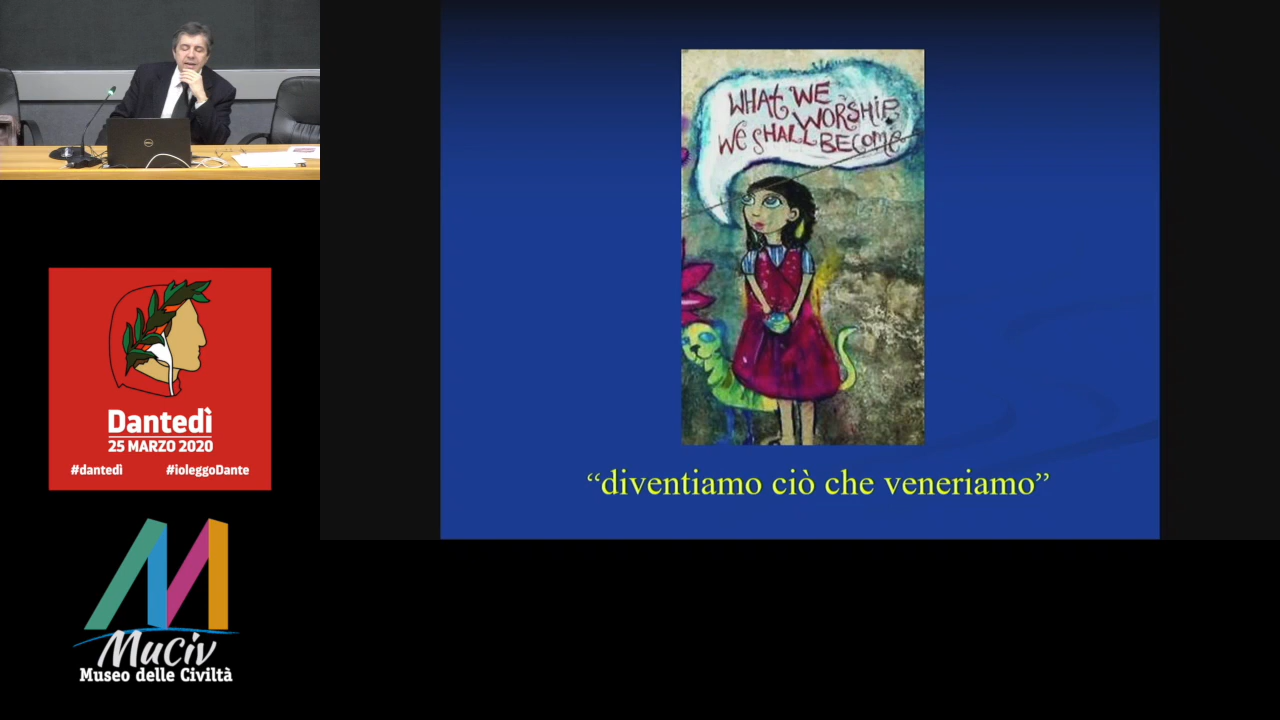 WHAT WE
WORSHIP
WE SHALL BECOME
“diventiamo ciò che veneriamo”
DELL
Dantedì
25 MARZO 2020
#dantedì #ioleggoDante
MuCiv
Museo delle Civiltà